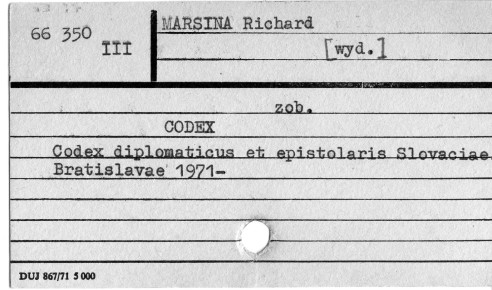 MARSINA Richard
66 350
III
[wyd.]
zob.
CODEX
Codex diplomaticus et epistolaris Slovaciae
Bratislavae 1971-
DUJ 867/71 5 000